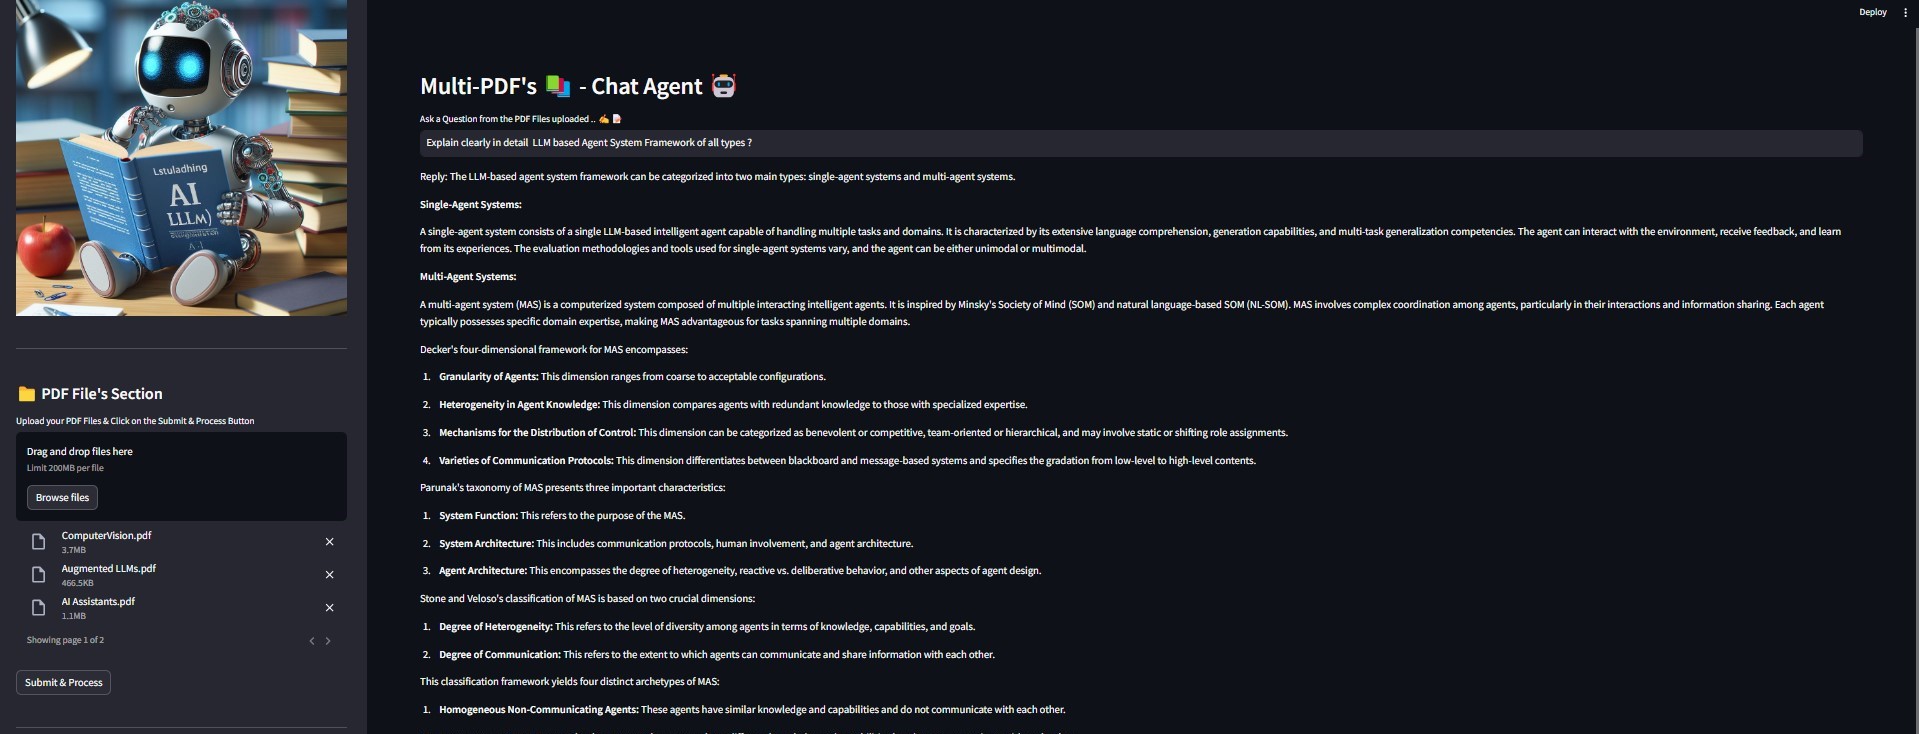 Lstuladhing
AI
LLLm)
A-1
📁 PDF File's Section
Upload your PDF Files & Click on the Submit & Process Button
Drag and drop files here
Limit 200MB per file
Browse files
ComputerVision.pdf
3.7MB
Augmented LLMs.pdf
466.5KB
AI Assistants.pdf
1.1MB
Showing page 1 of 2
Submit & Process
Deploy
Multi-PDF's 📚 - Chat Agent 🤖
Ask a Question from the PDF Files uploaded .. ✍️ 📝
Explain clearly in detail  LLM based Agent System Framework of all types ?
Reply: The LLM-based agent system framework can be categorized into two main types: single-agent systems and multi-agent systems.
Single-Agent Systems:
A single-agent system consists of a single LLM-based intelligent agent capable of handling multiple tasks and domains. It is characterized by its extensive language comprehension, generation capabilities, and multi-task generalization competencies. The agent can interact with the environment, receive feedback, and learn
from its experiences. The evaluation methodologies and tools used for single-agent systems vary, and the agent can be either unimodal or multimodal.
Multi-Agent Systems:
A multi-agent system (MAS) is a computerized system composed of multiple interacting intelligent agents. It is inspired by Minsky's Society of Mind (SOM) and natural language-based SOM (NL-SOM). MAS involves complex coordination among agents, particularly in their interactions and information sharing. Each agent
typically possesses specific domain expertise, making MAS advantageous for tasks spanning multiple domains.
Decker's four-dimensional framework for MAS encompasses:
1. Granularity of Agents: This dimension ranges from coarse to acceptable configurations.
2. Heterogeneity in Agent Knowledge: This dimension compares agents with redundant knowledge to those with specialized expertise.
3. Mechanisms for the Distribution of Control: This dimension can be categorized as benevolent or competitive, team-oriented or hierarchical, and may involve static or shifting role assignments.
4. Varieties of Communication Protocols: This dimension differentiates between blackboard and message-based systems and specifies the gradation from low-level to high-level contents.
Parunak's taxonomy of MAS presents three important characteristics:
1. System Function: This refers to the purpose of the MAS.
2. System Architecture: This includes communication protocols, human involvement, and agent architecture.
3. Agent Architecture: This encompasses the degree of heterogeneity, reactive vs. deliberative behavior, and other aspects of agent design.
Stone and Veloso's classification of MAS is based on two crucial dimensions:
1. Degree of Heterogeneity: This refers to the level of diversity among agents in terms of knowledge, capabilities, and goals.
2. Degree of Communication: This refers to the extent to which agents can communicate and share information with each other.
This classification framework yields four distinct archetypes of MAS:
1. Homogeneous Non-Communicating Agents: These agents have similar knowledge and capabilities and do not communicate with each other.